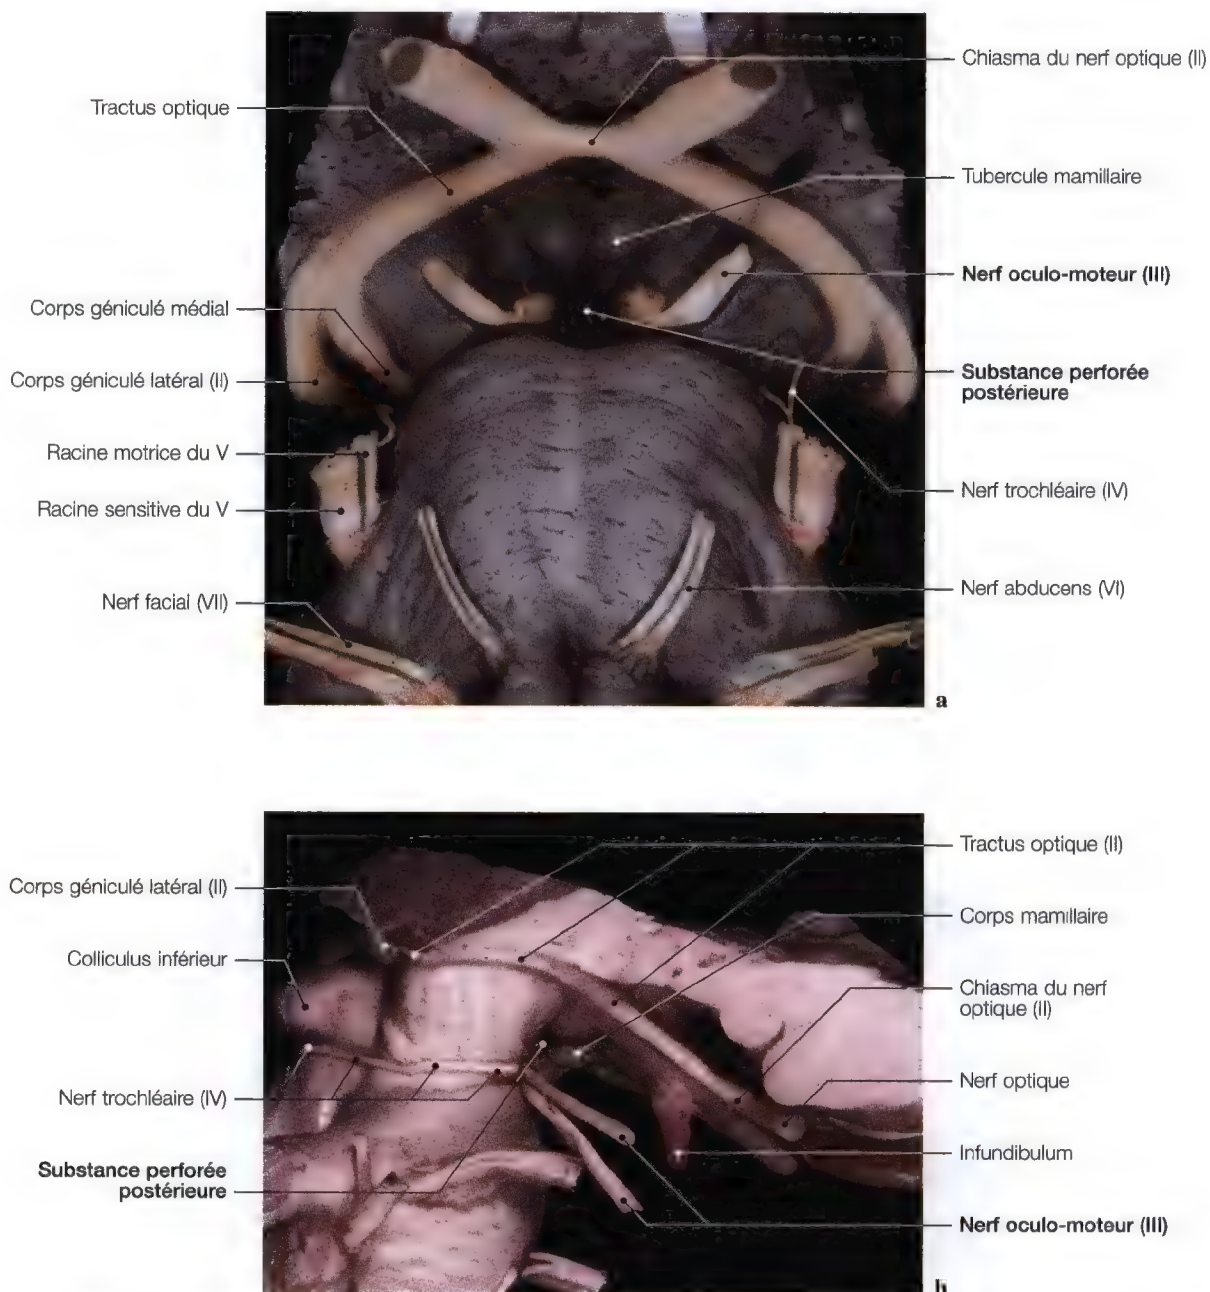 Chiasma du nerf optique (II)
Tractus optique
Tubercule mamillaire
Nerf oculo-moteur (III)
Corps géniculé médial
Corps géniculé latéral (II)
Substance perforée
postérieure
Racine motrice du V
Nerf trochléaire (IV)
Racine sensitive du V
Nerf abducens (VI)
Nerf facial (VII)
a
Tractus optique (II)
Corps géniculé latéral (II)
Corps mamillaire
Colliculus inférieur
Chiasma du nerf
optique (II)
Nerf optique
Nerf trochléaire (IV)
Infundibulum
Substance perforée
postérieure
Nerf oculo-moteur (III)
b